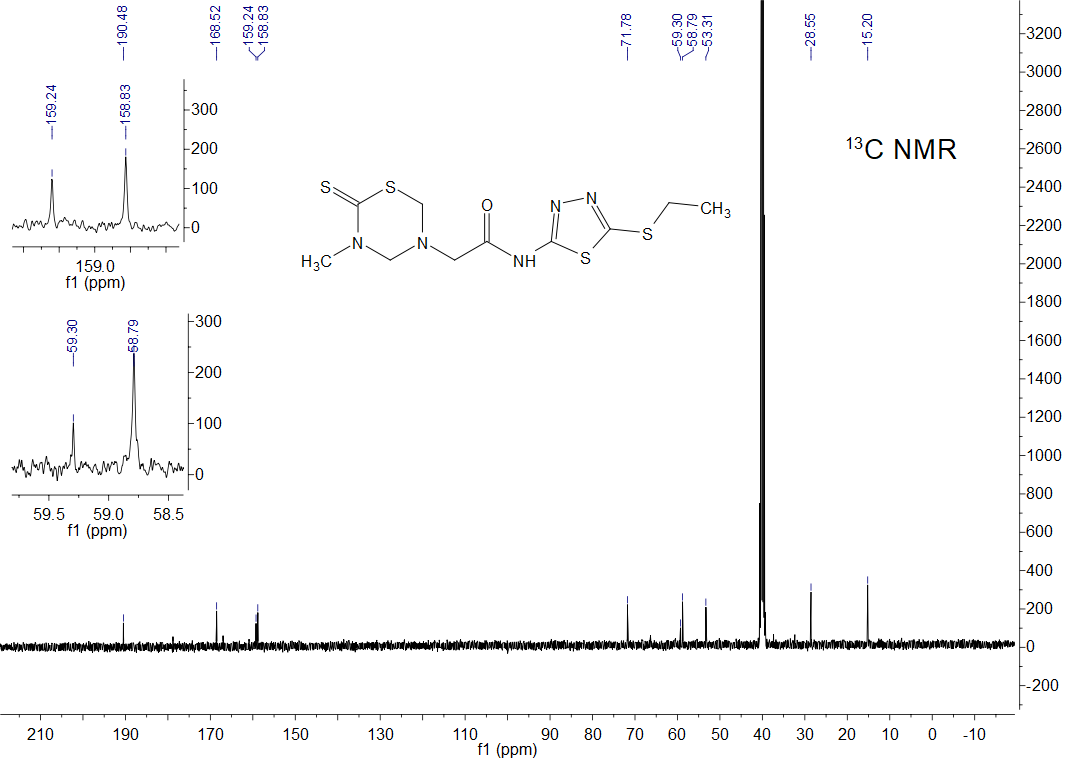 190.48
168.52
159.24
158.83
71.78
59.30
58.79
53.31
28.55
15.20
159.24
158.83
300
200
100
0
159.0
f1 (ppm)
59.30
58.79
300
200
100
0
59.5 59.0 58.5
f1 (ppm)
S S
N N
H3C
O
NH
N N
S
S
CH3
13C NMR
3200
3000
2800
2600
2400
2200
2000
1800
1600
1400
1200
1000
800
600
400
200
0
-200
210 190 170 150 130 110 90 80 70 60 50 40 30 20 10 0 -10
f1 (ppm)